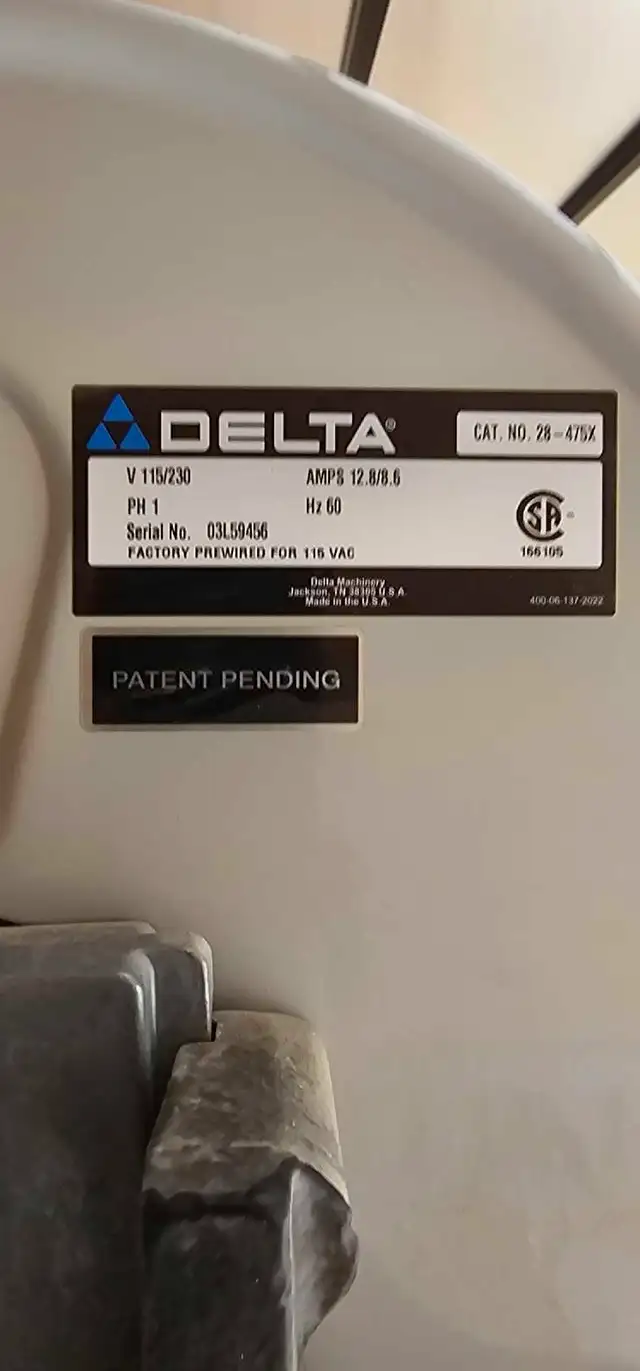 DELTA®
CAT. NO. 28-475X
V 115/230 AMPS 12.8/8.6
PH 1 Hz 60
Serial No. 03L59456
FACTORY PREWIRED FOR 115 VAC
SA
166105
Delta Machinery
Jackson, TN 38305 U.S.A.
Made in the U.S.A.
400-06-137-2022
PATENT PENDING